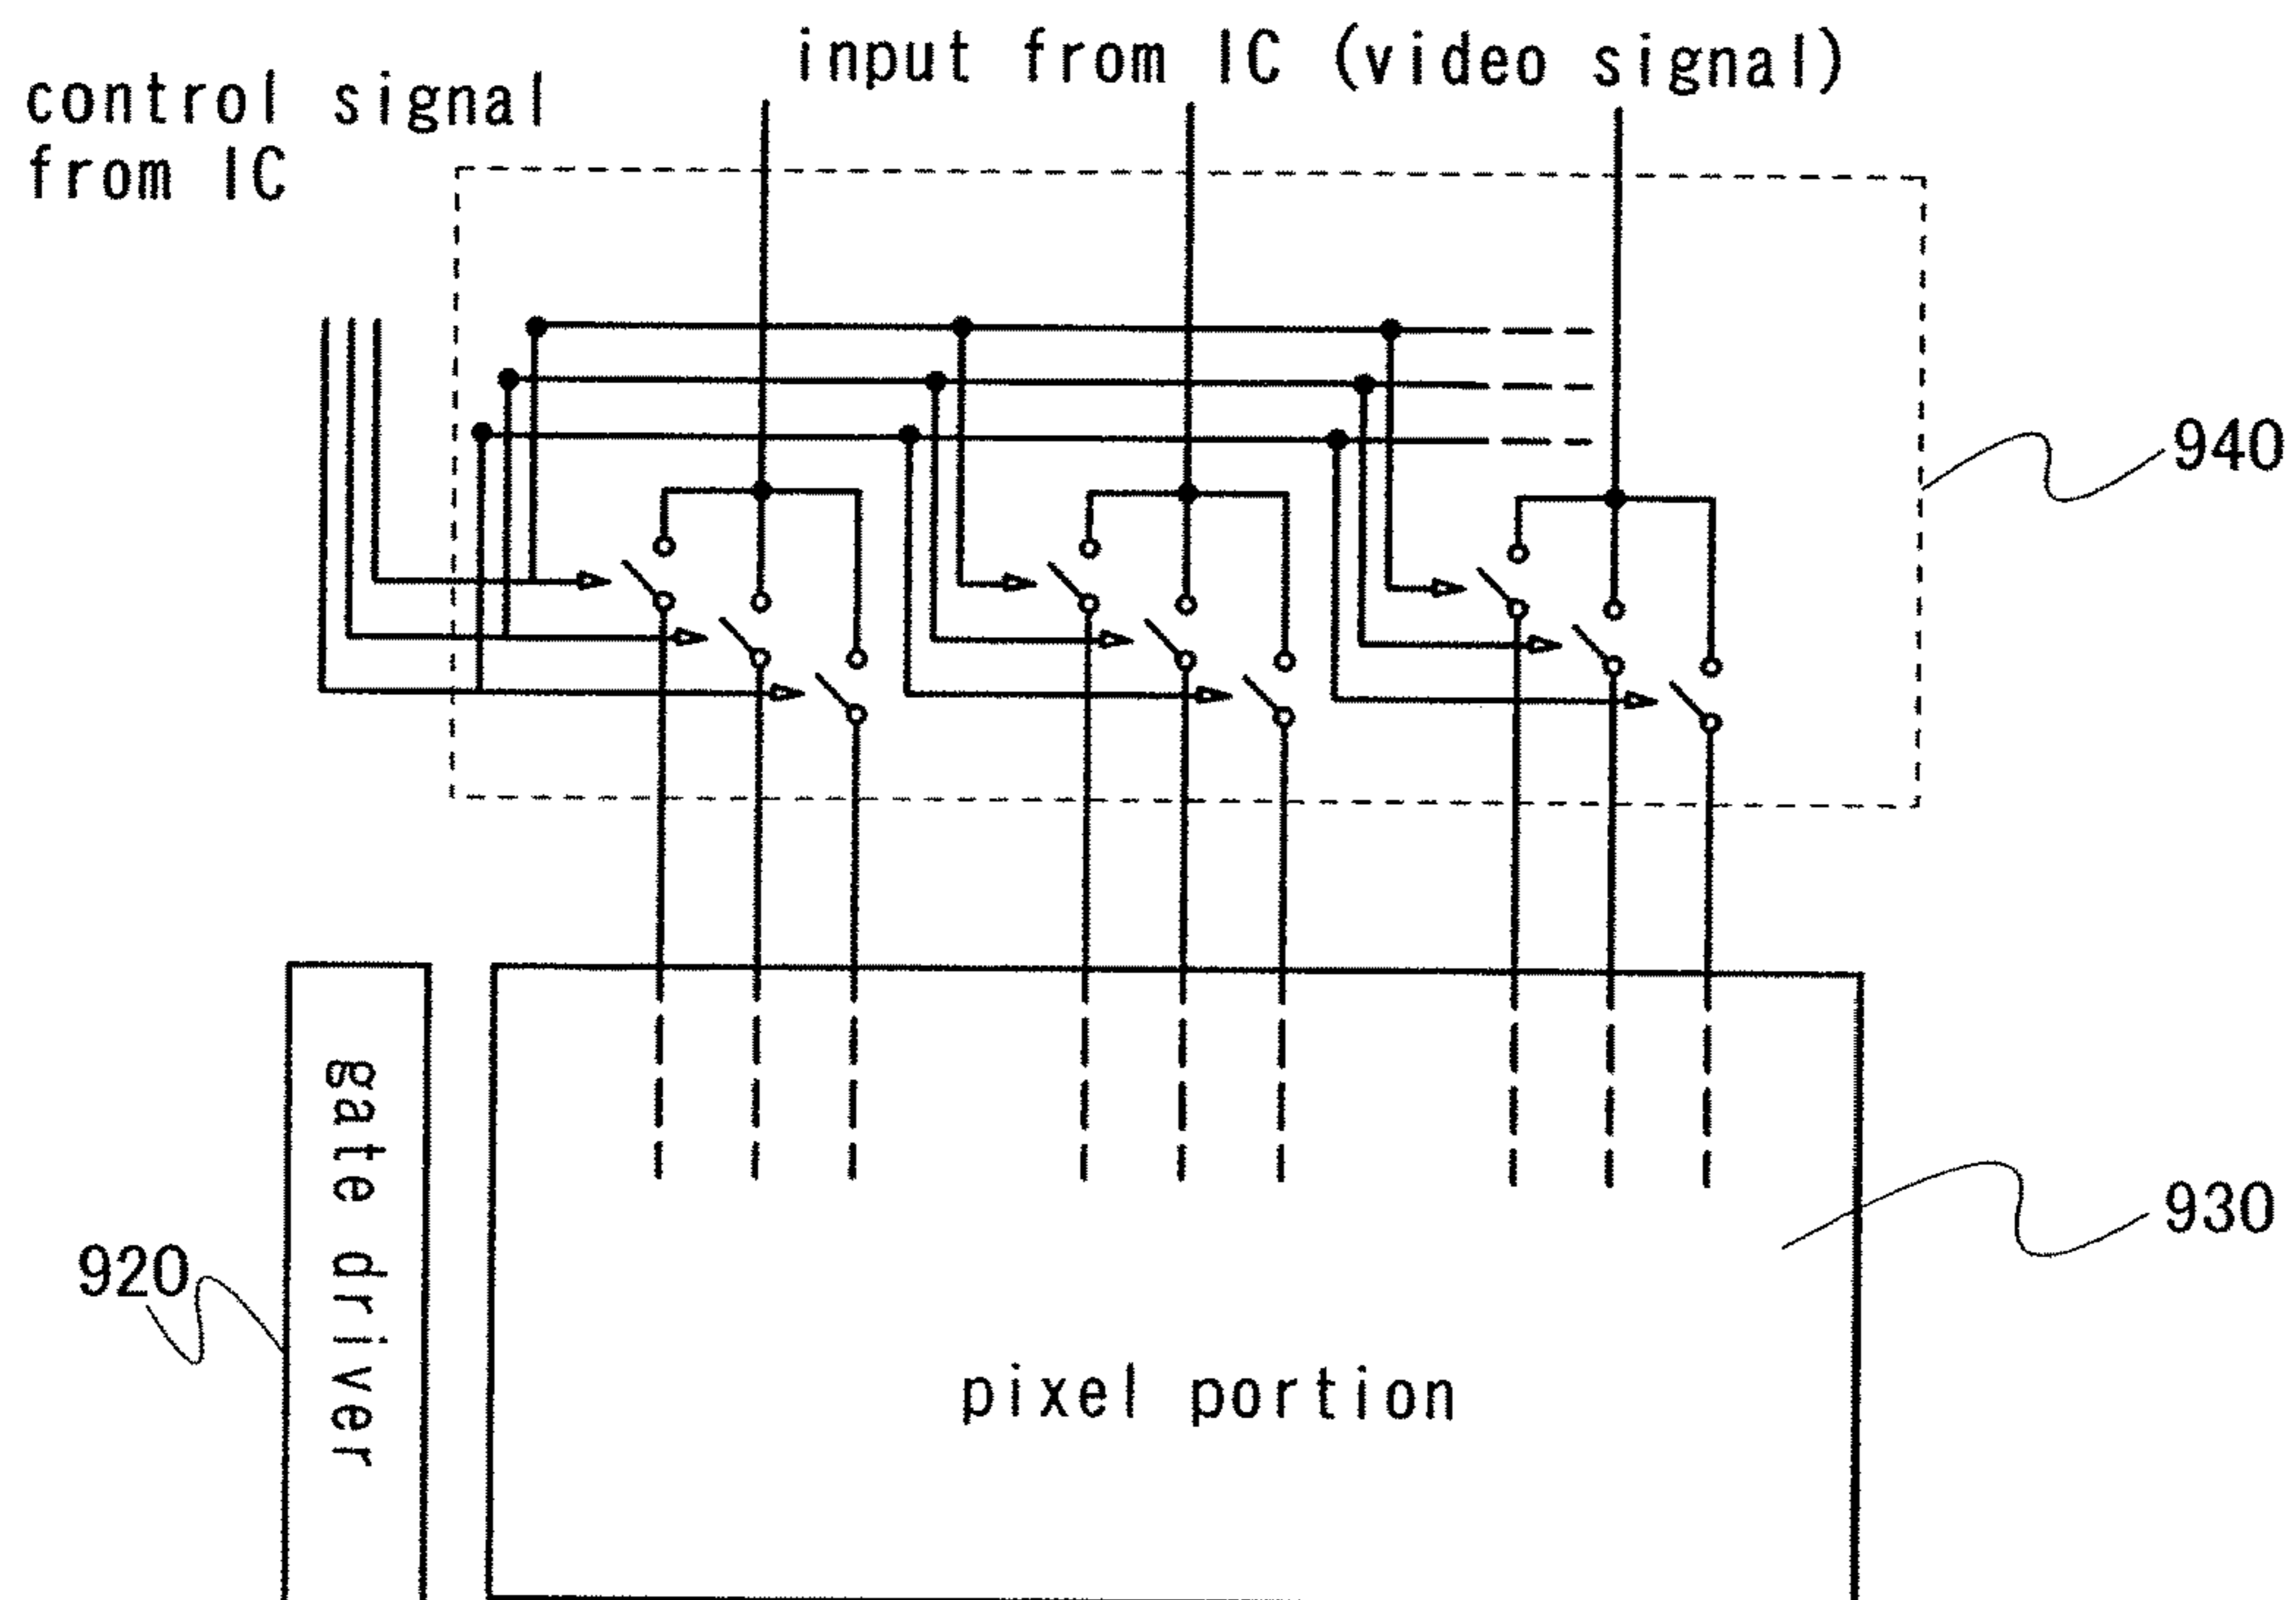 input from IC (video signal)
control signal
from IC
940
930
920
gate driver
pixel portion